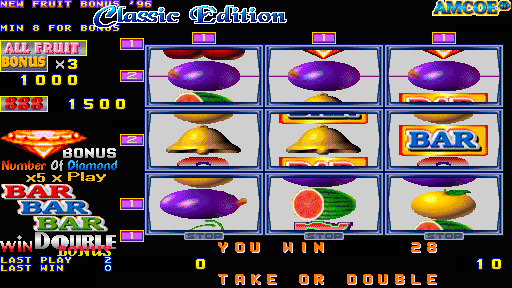 NEW FRUIT BONUS '96
Classic Edition
AMCOE
MIN 8 FOR BONUS
1 1 1
1
ALL FRUIT
BONUS x3
2
1000
888 1500
BAR
BONUS
2
BAR
Number Of Diamond
x5 x Play
BAR
1
BAR
BAR
WIN DOUBLE
BONUS
1
STOP STOP STOP
YOU WIN 28
LAST PLAY 2
LAST WIN 0
0 10
TAKE OR DOUBLE